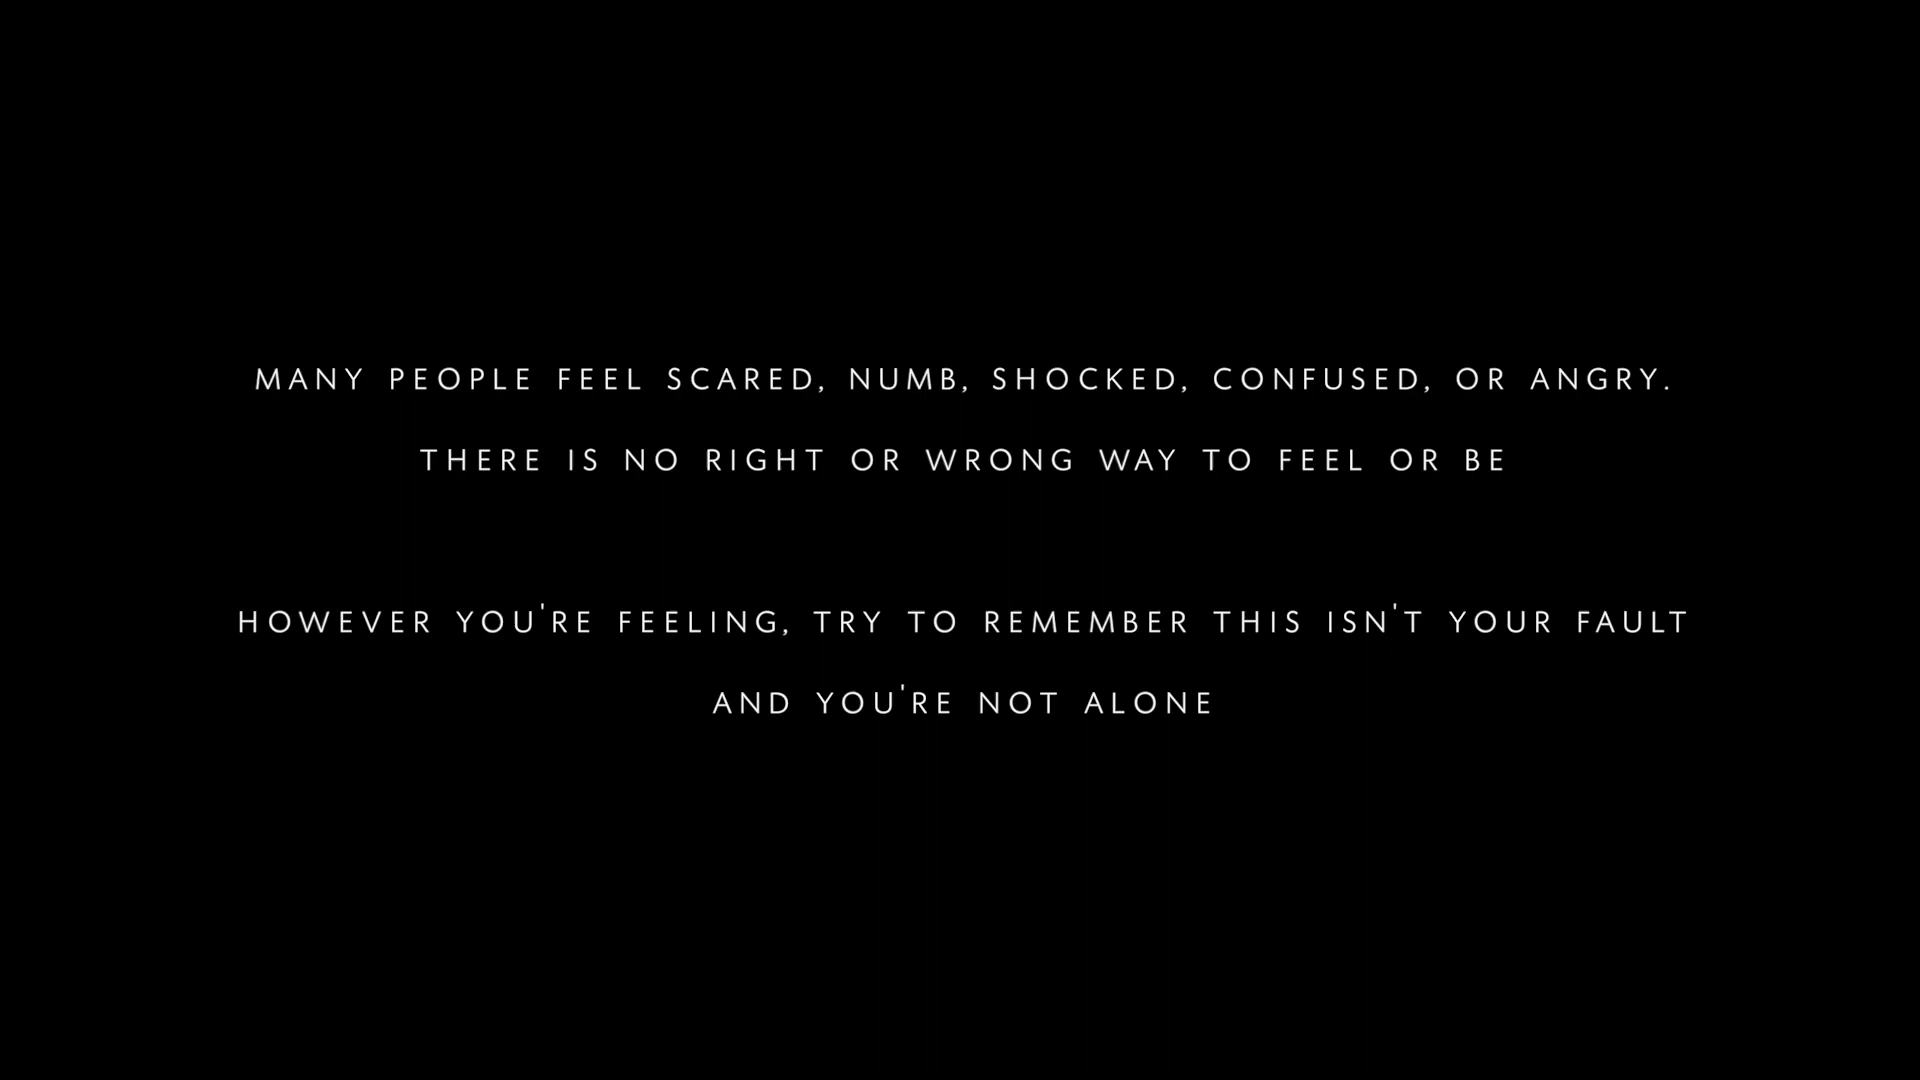 MANY PEOPLE FEEL SCARED, NUMB, SHOCKED, CONFUSED, OR ANGRY.
THERE IS NO RIGHT OR WRONG WAY TO FEEL OR BE
HOWEVER YOU'RE FEELING, TRY TO REMEMBER THIS ISN'T YOUR FAULT
AND YOU'RE NOT ALONE